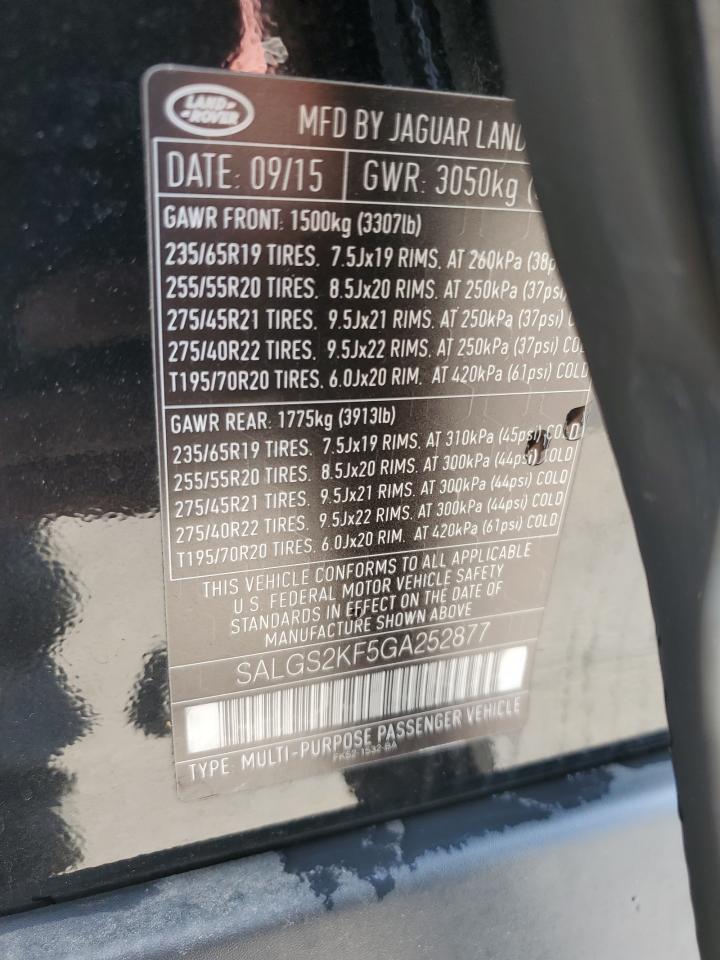 LAND
ROVER
MFD BY JAGUAR LAND
DATE: 09/15 GWR: 3050kg (
GAWR FRONT: 1500kg (3307lb)
235/65R19 TIRES. 7.5Jx19 RIMS. AT 260kPa (38p
255/55R20 TIRES. 8.5Jx20 RIMS. AT 250kPa (37psi)
275/45R21 TIRES. 9.5Jx21 RIMS. AT 250kPa (37psi) C
275/40R22 TIRES. 9.5Jx22 RIMS. AT 250kPa (37psi) COL
T195/70R20 TIRES. 6.0Jx20 RIM. AT 420kPa (61psi) COLD
GAWR REAR: 1775kg (3913lb)
235/65R19 TIRES. 7.5Jx19 RIMS. AT 310kPa (45psi) COLD
255/55R20 TIRES. 8.5Jx20 RIMS. AT 300kPa (44psi) COLD
275/45R21 TIRES. 9.5Jx21 RIMS. AT 300kPa (44psi) COLD
275/40R22 TIRES. 9.5Jx22 RIMS. AT 300kPa (44psi) COLD
T195/70R20 TIRES. 6.0Jx20 RIM. AT 420kPa (61psi) COLD
THIS VEHICLE CONFORMS TO ALL APPLICABLE
U.S. FEDERAL MOTOR VEHICLE SAFETY
STANDARDS IN EFFECT ON THE DATE OF
MANUFACTURE SHOWN ABOVE
SALGS2KF5GA252877
TYPE: MULTI-PURPOSE PASSENGER VEHICLE
FK52-1532-BA